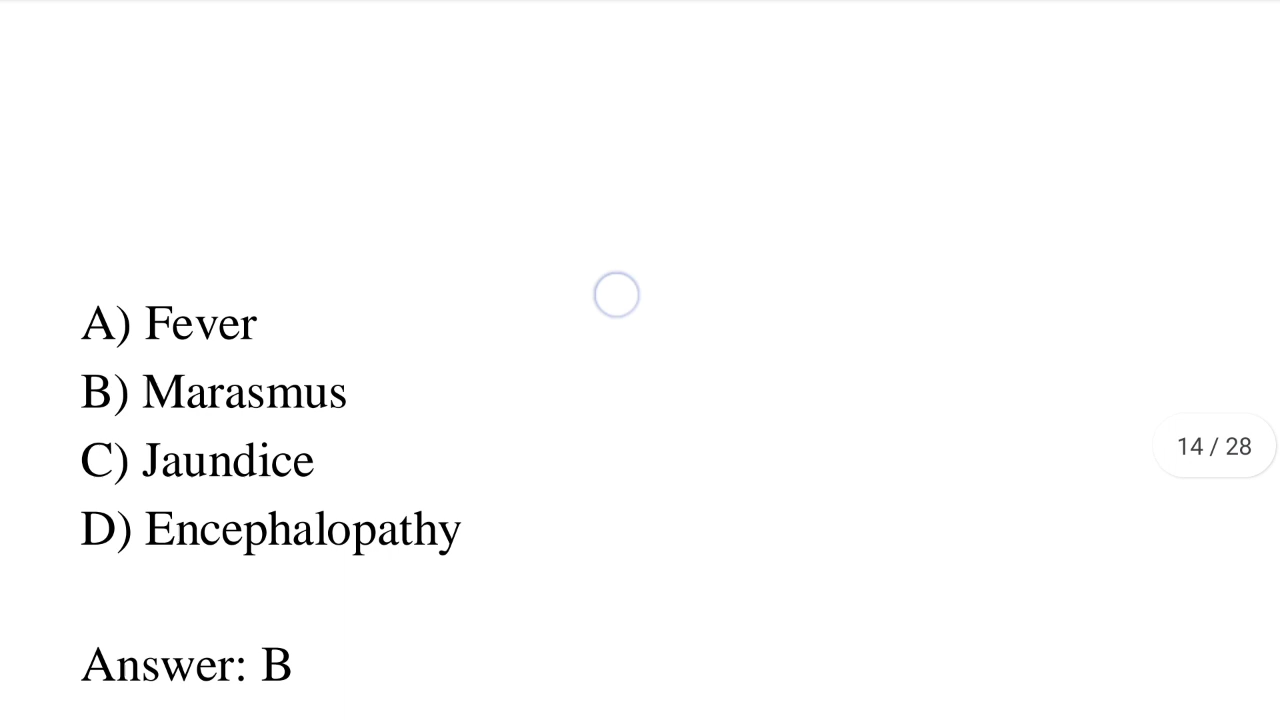 A) Fever
B) Marasmus
C) Jaundice
14 / 28
D) Encephalopathy
Answer: B